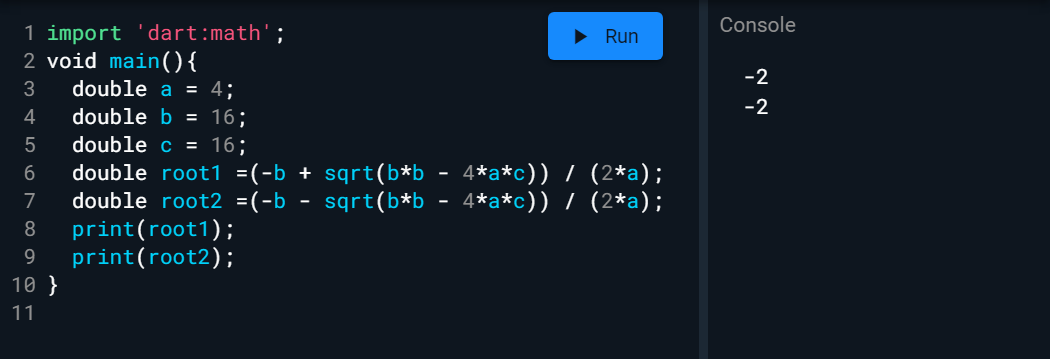 1 import 'dart:math';
2 void main(){
3   double a = 4;
4   double b = 16;
5   double c = 16;
6   double root1 =(-b + sqrt(b*b - 4*a*c)) / (2*a);
7   double root2 =(-b - sqrt(b*b - 4*a*c)) / (2*a);
8   print(root1);
9   print(root2);
10 }
11
Run
Console
-2
-2